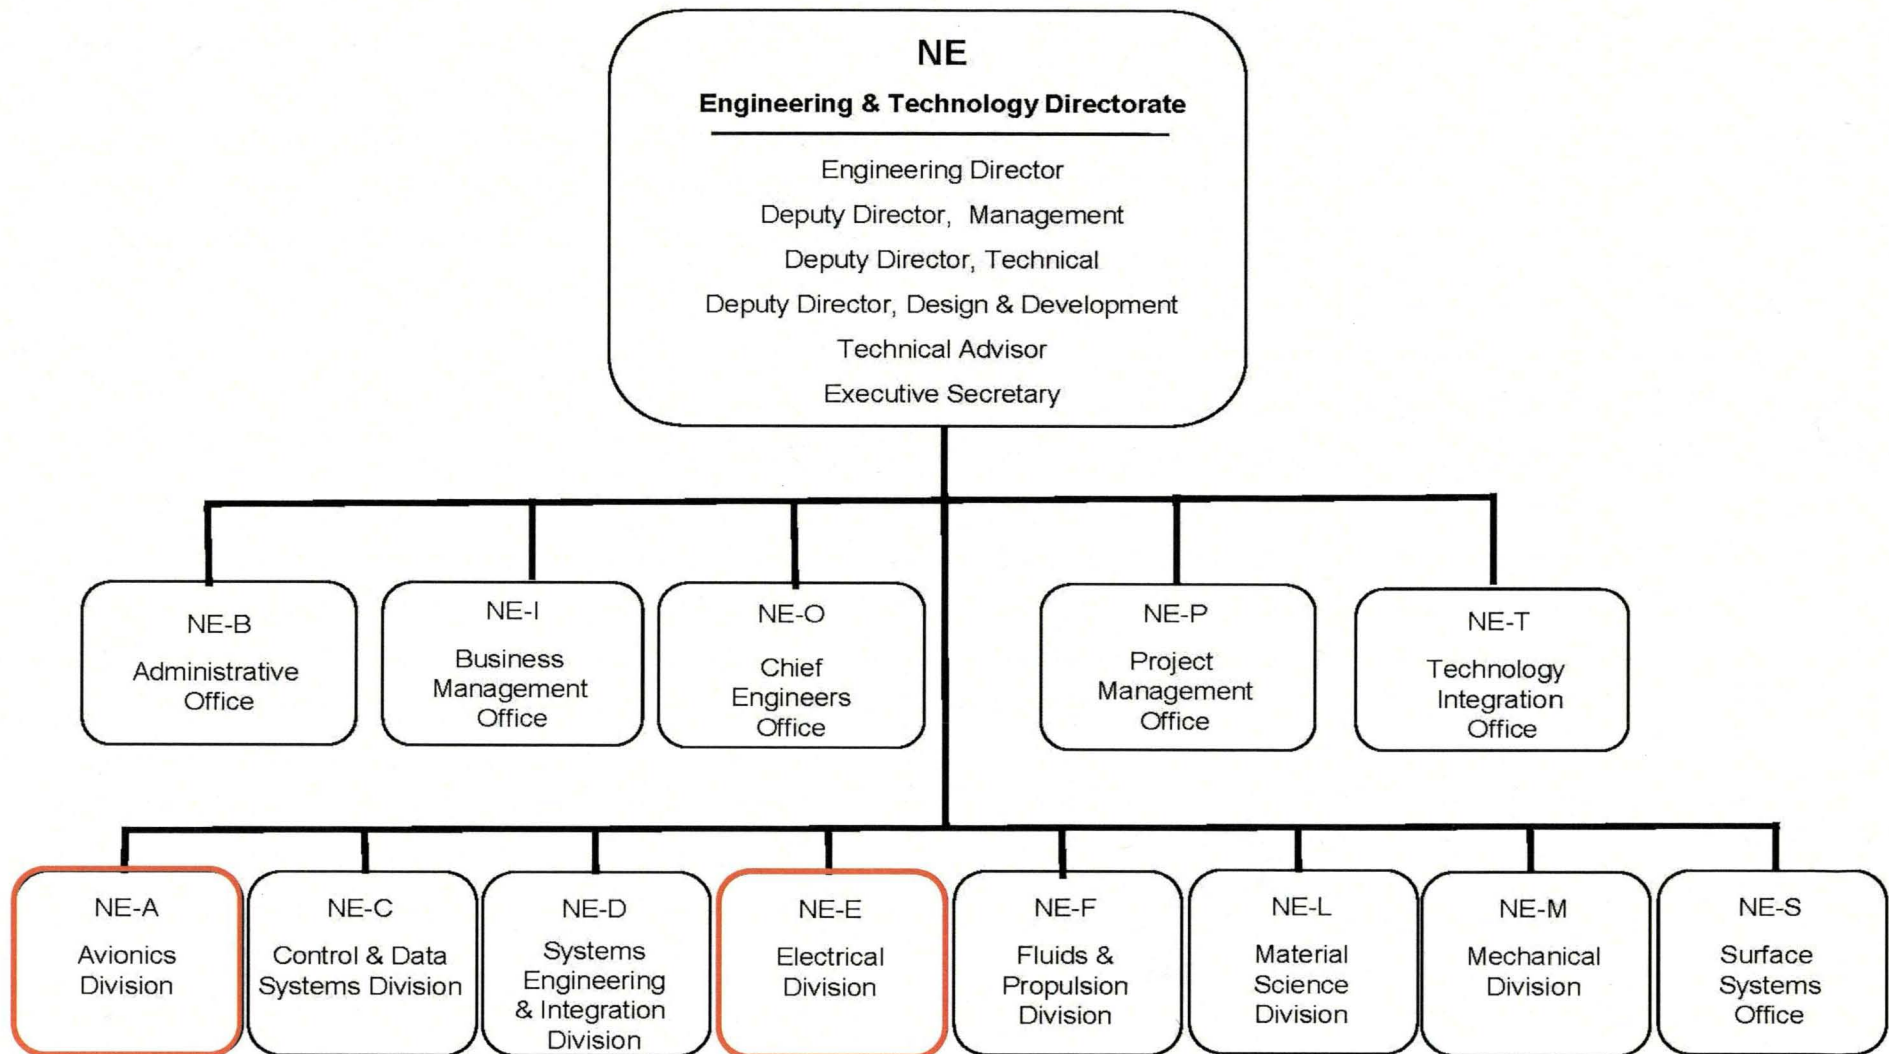 NE
Engineering & Technology Directorate
Engineering Director
Deputy Director, Management
Deputy Director, Technical
Deputy Director, Design & Development
Technical Advisor
Executive Secretary
NE-B
Administrative
Office
NE-I
Business
Management
Office
NE-O
Chief
Engineers
Office
NE-P
Project
Management
Office
NE-T
Technology
Integration
Office
NE-A
Avionics
Division
NE-C
Control & Data
Systems Division
NE-D
Systems
Engineering
& Integration
Division
NE-E
Electrical
Division
NE-F
Fluids &
Propulsion
Division
NE-L
Material
Science
Division
NE-M
Mechanical
Division
NE-S
Surface
Systems
Office